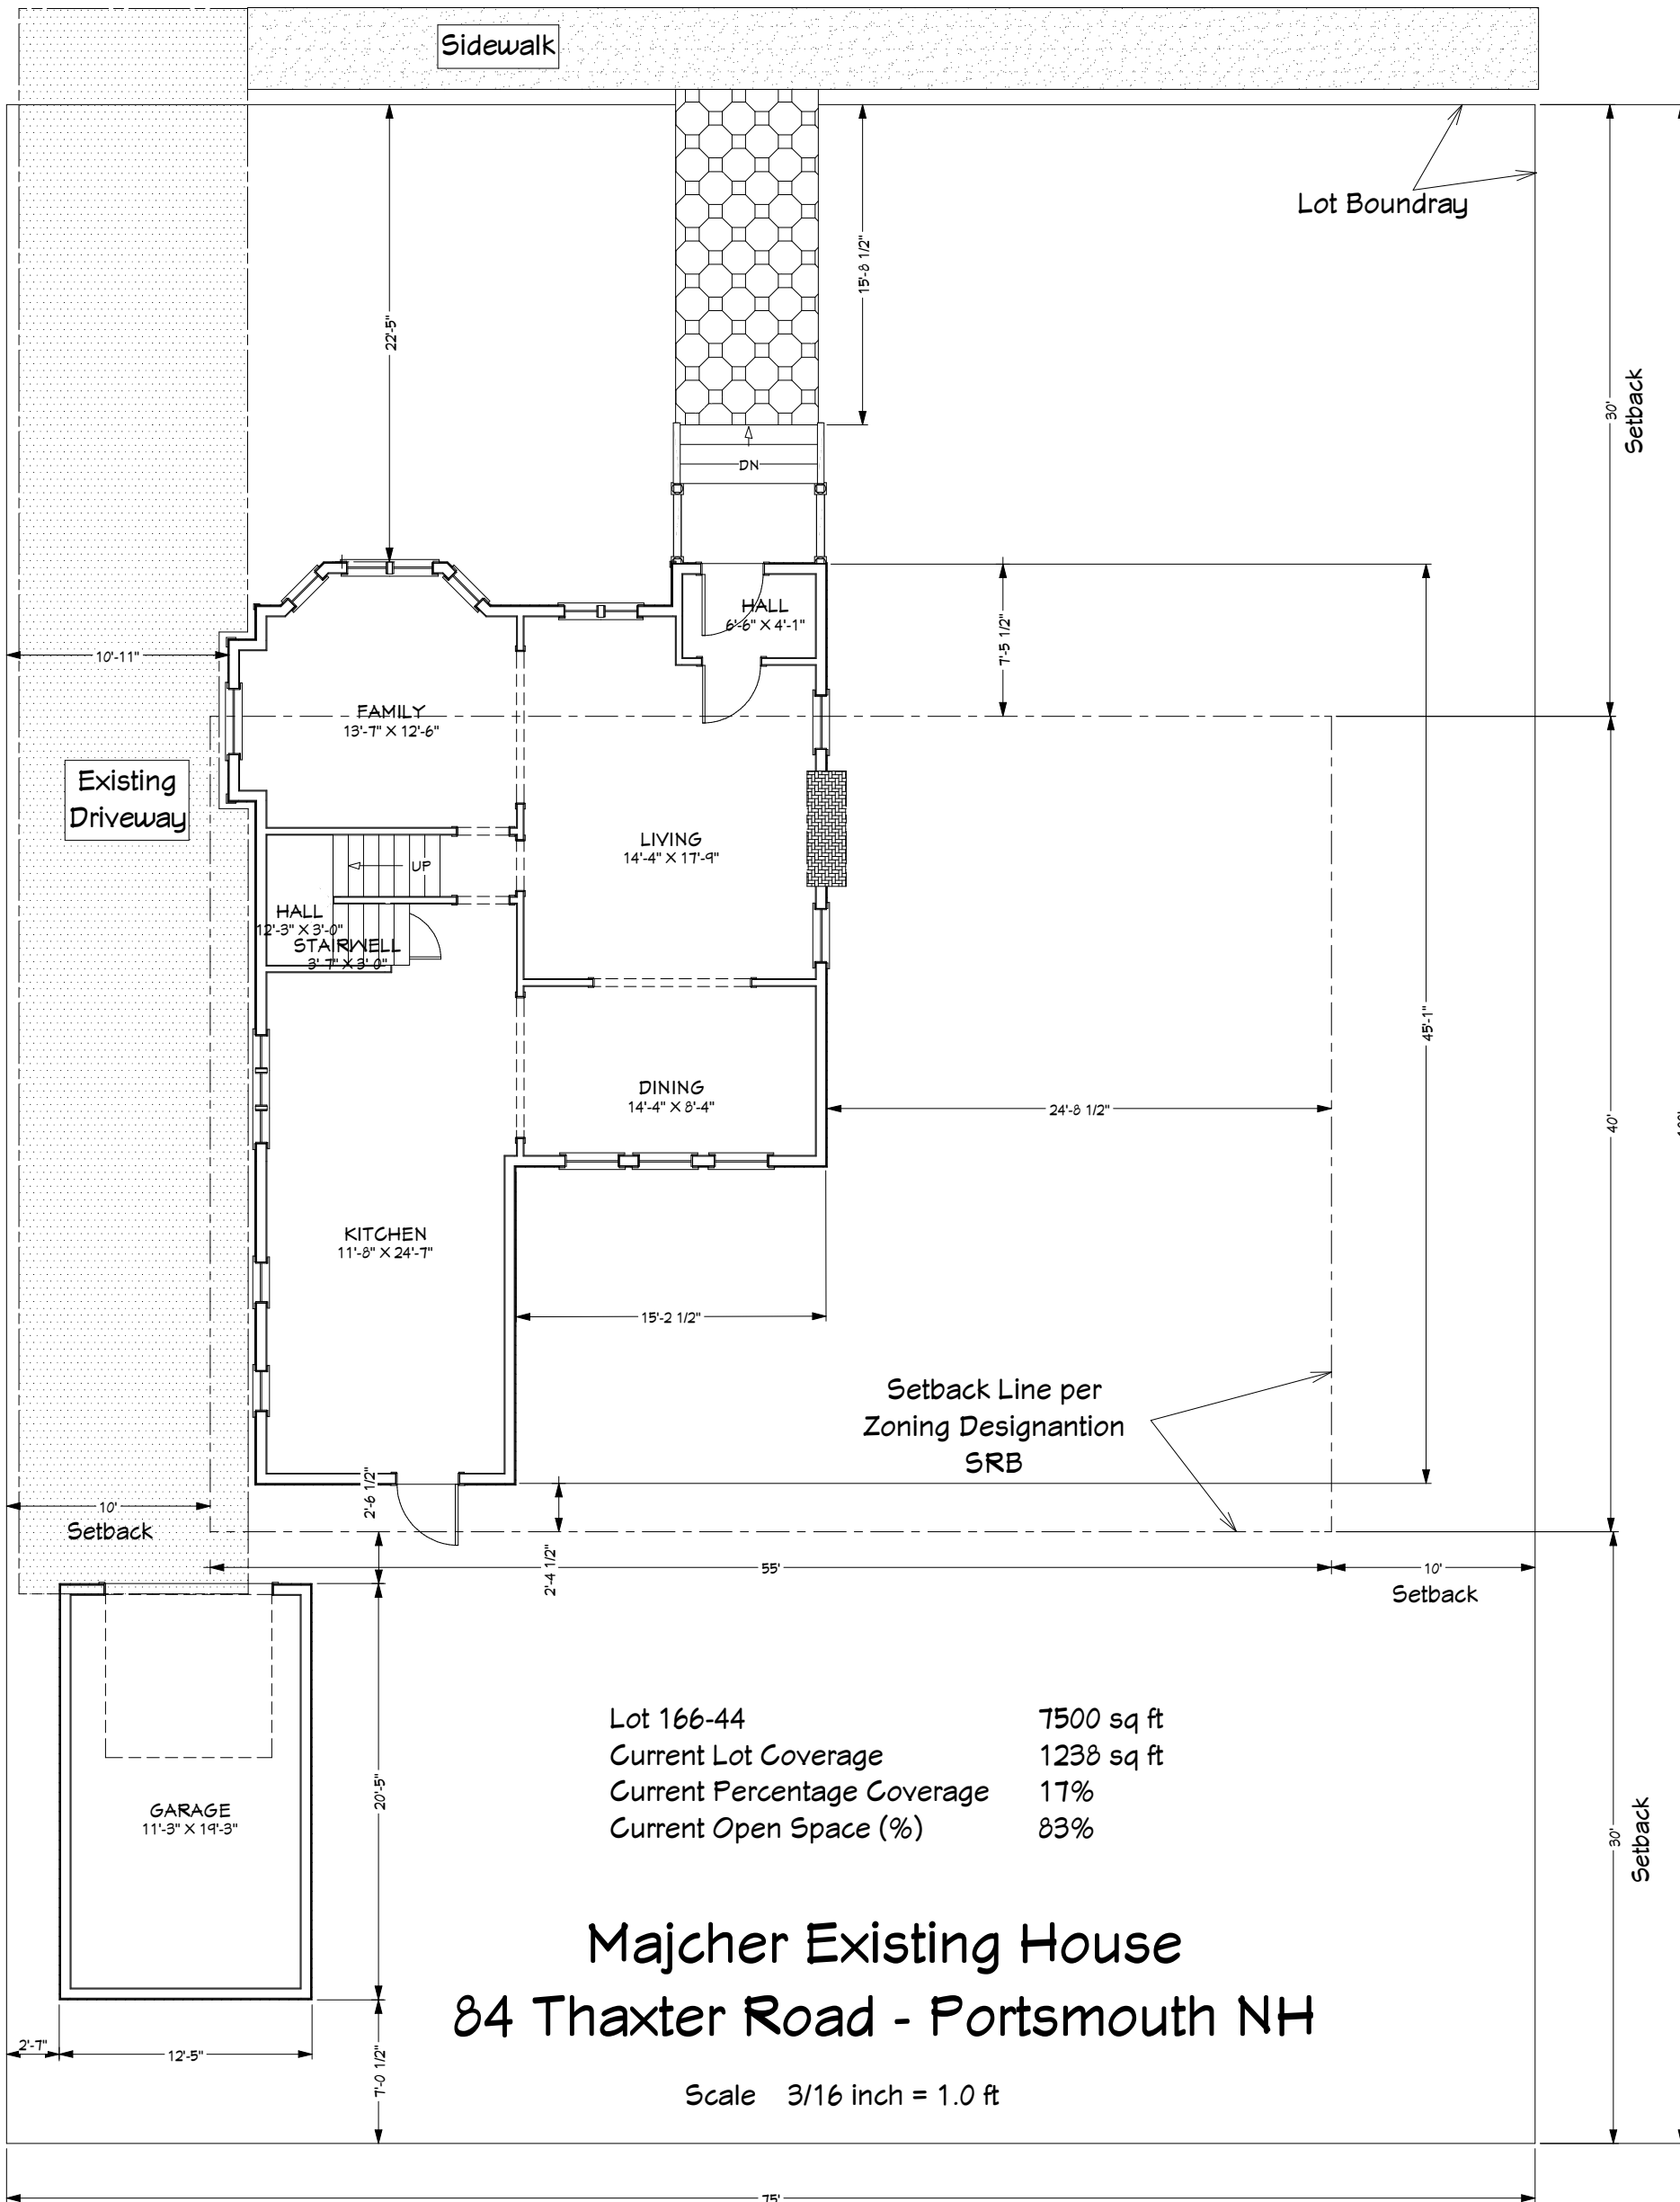 Sidewalk
Lot Boundray
15'-8 1/2"
22'-5"
30'
Setback
DN
HALL
6'-6" X 4'-1"
7'-5 1/2"
10'-11"
FAMILY
13'-7" X 12'-6"
Existing
Driveway
LIVING
14'-4" X 17'-9"
UP
HALL
12'-3" X 3'-0"
STAIRWELL
3'-7" X 3'-0"
45'-1"
DINING
14'-4" X 8'-4"
24'-8 1/2"
40'
KITCHEN
11'-8" X 24'-7"
15'-2 1/2"
Setback Line per
Zoning Designantion
SRB
2'-6 1/2"
10'
Setback
2'-4 1/2"
55'
10'
Setback
Lot 166-44 7500 sq ft
Current Lot Coverage 1238 sq ft
Current Percentage Coverage 17%
Current Open Space (%) 83%
20'-5"
GARAGE
11'-3" X 19'-3"
30'
Setback
Majcher Existing House
84 Thaxter Road - Portsmouth NH
2'-7"
12'-5"
7'-0 1/2"
Scale 3/16 inch = 1.0 ft
75'